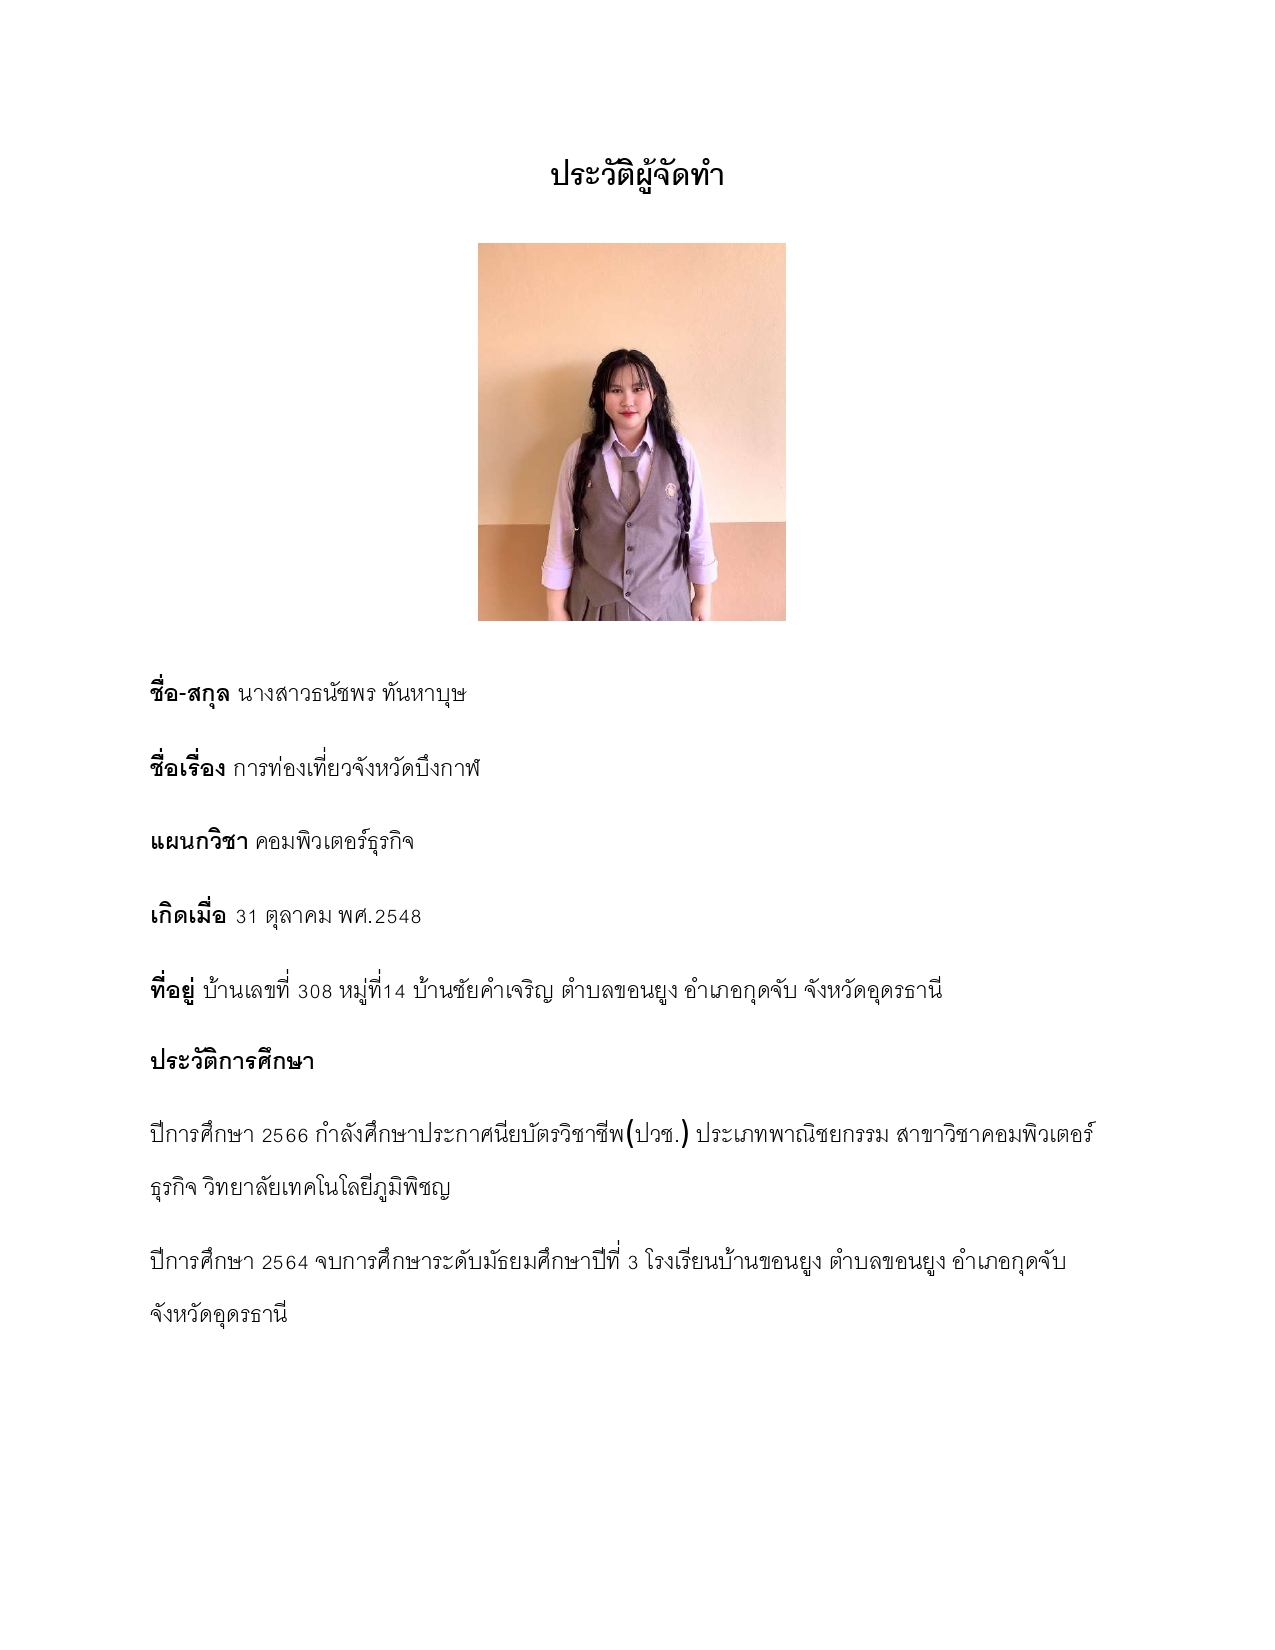 ประวัติผู้จัดทำ
ชื่อ-สกุล นางสาวธนัชพร ทันหาบุษ
ชื่อเรื่อง การท่องเที่ยวจังหวัดบึงกาฬ
แผนกวิชา คอมพิวเตอร์ธุรกิจ
เกิดเมื่อ 31 ตุลาคม พศ.2548
ที่อยู่ บ้านเลขที่ 308 หมู่ที่14 บ้านชัยคำเจริญ ตำบลขอนยูง อำเภอกุดจับ จังหวัดอุดรธานี
ประวัติการศึกษา
ปีการศึกษา 2566 กำลังศึกษาประกาศนียบัตรวิชาชีพ(ปวช.) ประเภทพาณิชยกรรม สาขาวิชาคอมพิวเตอร์
ธุรกิจ วิทยาลัยเทคโนโลยีภูมิพิชญ
ปีการศึกษา 2564 จบการศึกษาระดับมัธยมศึกษาปีที่ 3 โรงเรียนบ้านขอนยูง ตำบลขอนยูง อำเภอกุดจับ
จังหวัดอุดรธานี